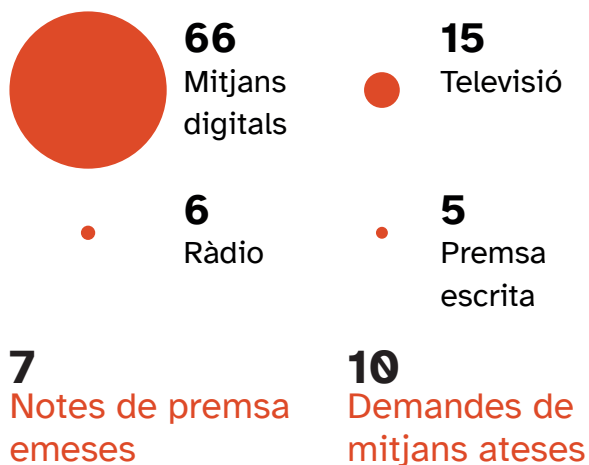 66
Mitjans
digitals
15
Televisió
6
Ràdio
5
Premsa
escrita
7
Notes de premsa
emeses
10
Demandes de
mitjans ateses